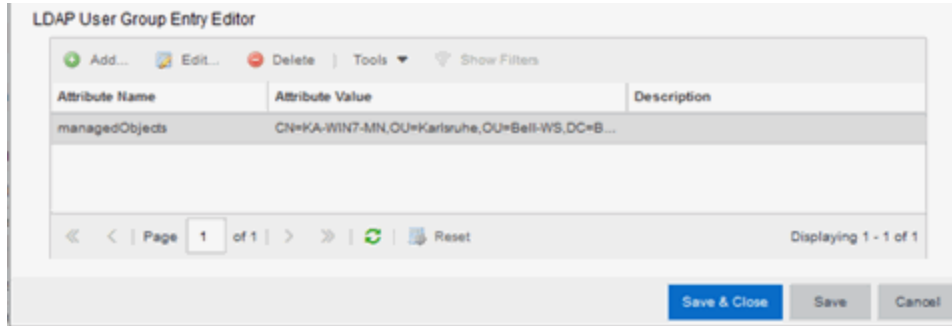 LDAP User Group Entry Editor
Add... Edit... Delete | Tools Show Filters
Attribute Name Attribute Value Description
managedObjects CN=KA-WIN7-MN,OU=Karlsruhe,OU=Bell-WS,DC=B...
Page 1 of 1 Reset Displaying 1 - 1 of 1
Save & Close Save Cancel